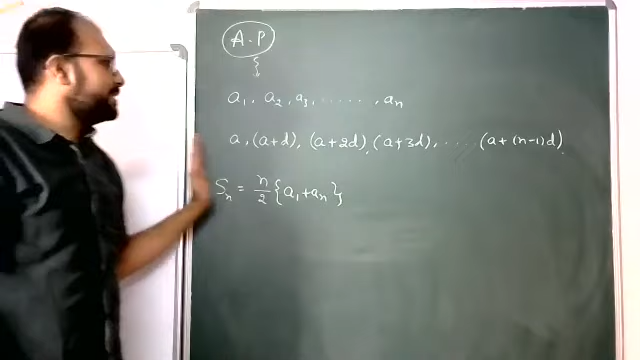 A.P
a₁, a₂, a₃, ......, aₙ
a, (a+d), (a+2d), (a+3d), .... (a+(n-1)d).
Sₙ = n/2 {a₁+aₙ}